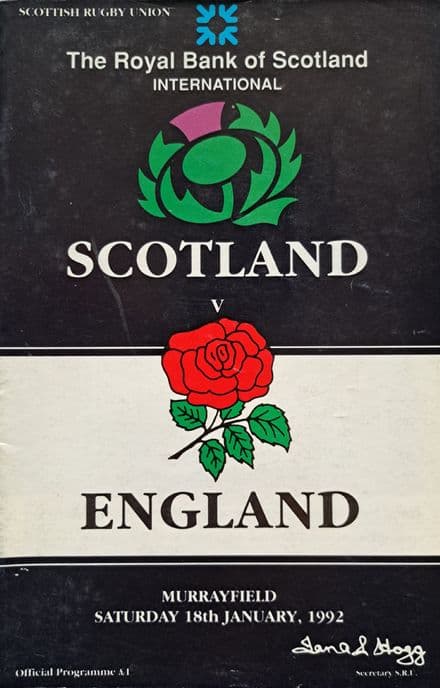 SCOTTISH RUGBY UNION
The Royal Bank of Scotland
INTERNATIONAL
SCOTLAND
V
ENGLAND
MURRAYFIELD
SATURDAY 18th JANUARY, 1992
Official Programme £1
Secretary S.R.U.